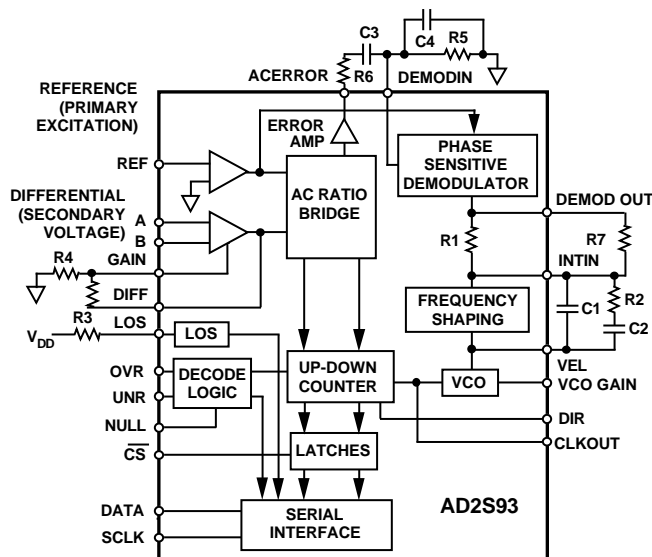 C4
C3
R5
ACERROR
R6
DEMODIN
REFERENCE
(PRIMARY
EXCITATION)
ERROR
AMP
PHASE
SENSITIVE
DEMODULATOR
REF
AC RATIO
BRIDGE
DIFFERENTIAL
(SECONDARY
VOLTAGE)
DEMOD OUT
A
B
R1
R7
GAIN
INTIN
R4
DIFF
FREQUENCY
SHAPING
C1
R2
C2
R3
LOS
LOS
VDD
VEL
OVR
DECODE
LOGIC
UP-DOWN
COUNTER
VCO
VCO GAIN
UNR
NULL
DIR
CS
LATCHES
CLKOUT
DATA
SERIAL
INTERFACE
AD2S93
SCLK